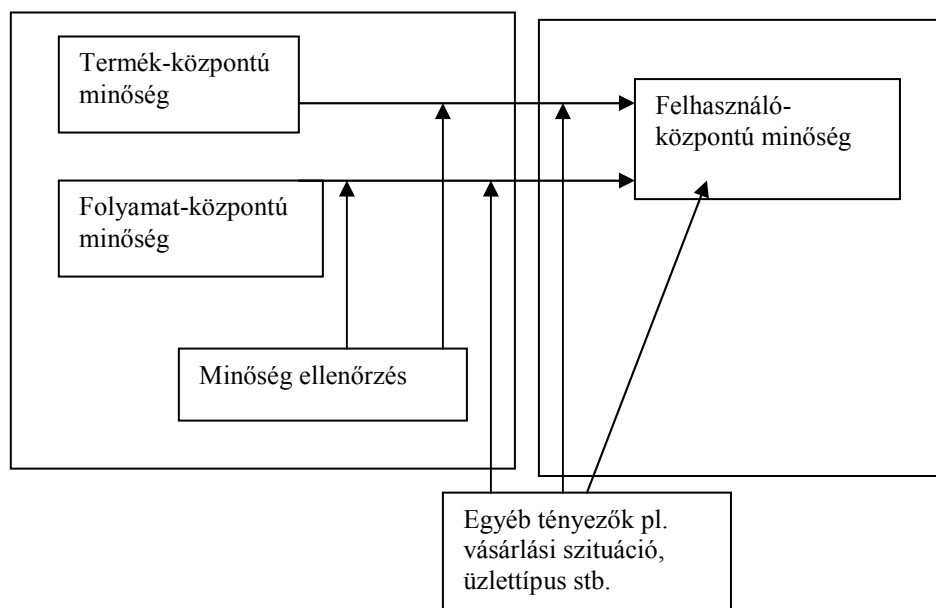 Termék-központú
minőség
Felhasználó-
központú minőség
Folyamat-központú
minőség
Minőség ellenőrzés
Egyéb tényezők pl.
vásárlási szituáció,
üzlettípus stb.